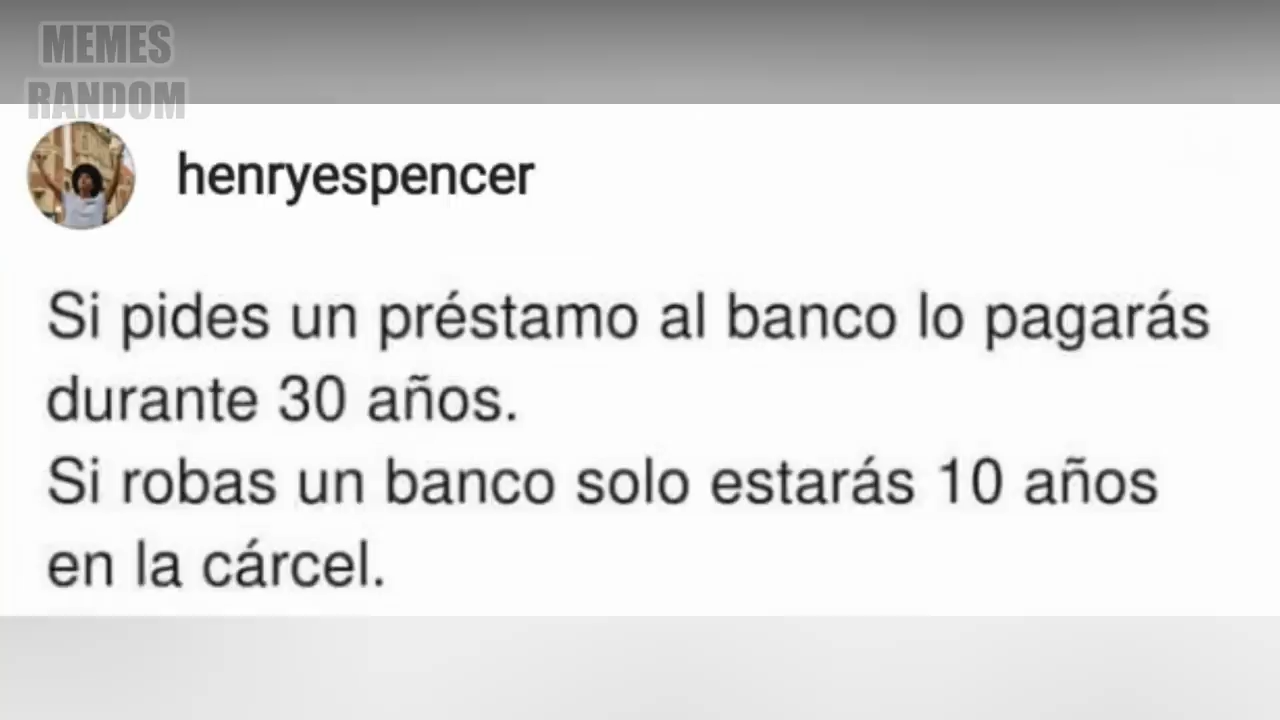 MEMES
RANDOM
henryespencer
Si pides un préstamo al banco lo pagarás
durante 30 años.
Si robas un banco solo estarás 10 años
en la cárcel.